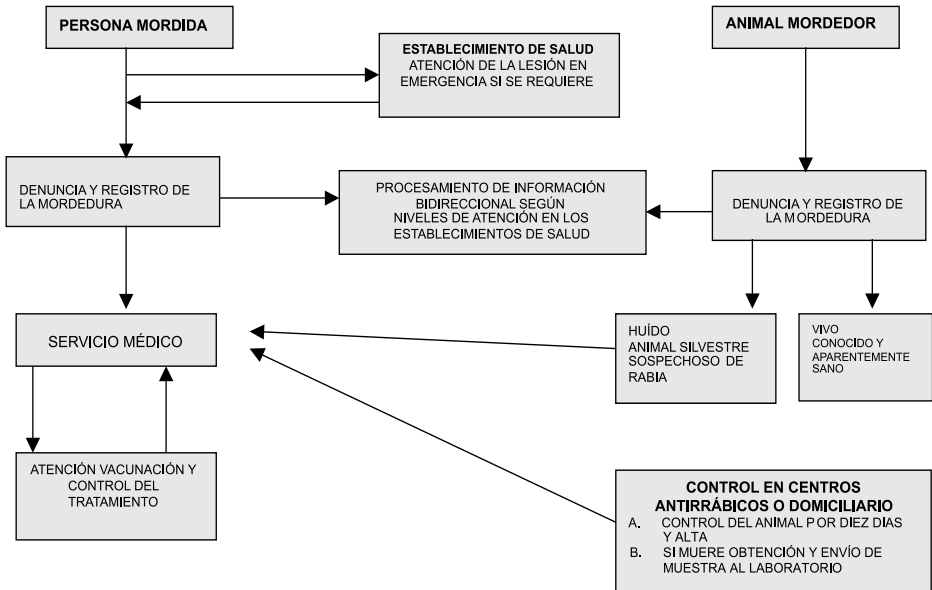 PERSONA MORDIDA
ESTABLECIMIENTO DE SALUD
ATENCIÓN DE LA LESIÓN EN
EMERGENCIA SI SE REQUIERE
ANIMAL MORDEDOR
DENUNCIA Y REGISTRO DE
LA MORDEDURA
PROCESAMIENTO DE INFORMACIÓN
BIDIRECCIONAL SEGÚN
NIVELES DE ATENCIÓN EN LOS
ESTABLECIMIENTOS DE SALUD
DENUNCIA Y REGISTRO DE
LA MORDEDURA
SERVICIO MÉDICO
HUÍDO
ANIMAL SILVESTRE
SOSPECHOSO DE
RABIA
VIVO
CONOCIDO Y
APARENTEMENTE
SANO
ATENCIÓN VACUNACIÓN Y
CONTROL DEL
TRATAMIENTO
CONTROL EN CENTROS
ANTIRRÁBICOS O DOMICILIARIO
A. CONTROL DEL ANIMAL POR DIEZ DIAS
Y ALTA
B. SI MUERE OBTENCIÓN Y ENVÍO DE
MUESTRA AL LABORATORIO